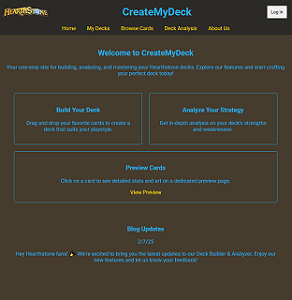 HEARTHSTONE
CreateMyDeck
Log In
Home My Decks Browse Cards Deck Analysis About Us
Welcome to CreateMyDeck
Your one-stop site for building, analyzing, and mastering your Hearthstone decks. Explore our features and start crafting
your perfect deck today!
Build Your Deck
Drag and drop your favorite cards to create a
deck that suits your playstyle.
Analyze Your Strategy
Get in-depth analysis on your deck's strengths
and weaknesses.
Preview Cards
Click on a card to see detailed stats and art on a dedicated preview page.
View Preview
Blog Updates
2/7/25
Hey Hearthstone fans! We're excited to bring you the latest updates to our Deck Builder & Analyzer. Enjoy our
new features and let us know your feedback!